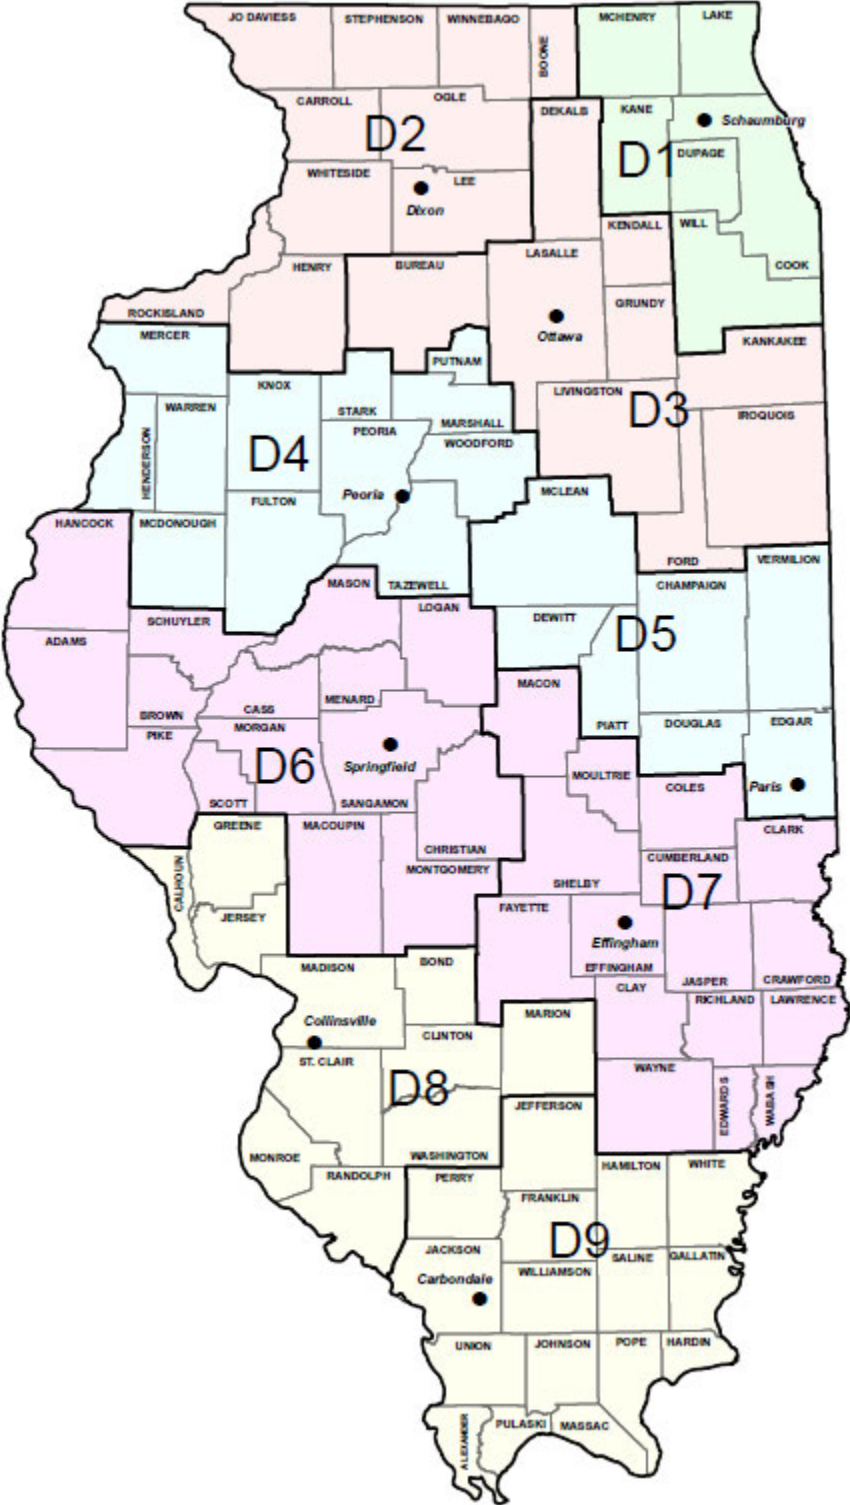 JO DAVIESS
STEPHENSON
WINNEBAGO
BOONE
MCHENRY
LAKE
CARROLL
OGLE
DEKALB
KANE
Schaumburg
D2
D1
DUPAGE
WHITESIDE
LEE
Dixon
KENDALL
WILL
COOK
LASALLE
HENRY
BUREAU
GRUNDY
ROCKISLAND
Ottawa
MERCER
KANKAKEE
PUTNAM
KNOX
LIVINGSTON
WARREN
STARK
D3
IROQUOIS
MARSHALL
PEORIA
WOODFORD
HENDERSON
D4
Peoria
MCLEAN
FULTON
HANCOCK
MCDONOUGH
FORD
VERMILION
MASON
TAZEWELL
CHAMPAIGN
LOGAN
SCHUYLER
DEWITT
D5
ADAMS
MACON
MENARD
CASS
BROWN
PIATT
DOUGLAS
EDGAR
PIKE
MORGAN
D6
Springfield
MOULTRIE
COLES
Paris
SCOTT
SANGAMON
GREENE
MACOUPIN
CLARK
CHRISTIAN
CUMBERLAND
CALHOUN
MONTGOMERY
SHELBY
D7
FAYETTE
JERSEY
Effingham
BOND
MADISON
EFFINGHAM
JASPER
CRAWFORD
CLAY
RICHLAND
LAWRENCE
MARION
Collinsville
CLINTON
ST. CLAIR
WAYNE
D8
EDWARDS
WABASH
JEFFERSON
MONROE
WASHINGTON
HAMILTON
WHITE
RANDOLPH
PERRY
FRANKLIN
D9
JACKSON
SALINE
GALLATIN
Carbondale
WILLIAMSON
UNION
JOHNSON
POPE
HARDIN
ALEXANDER
PULASKI
MASSAC